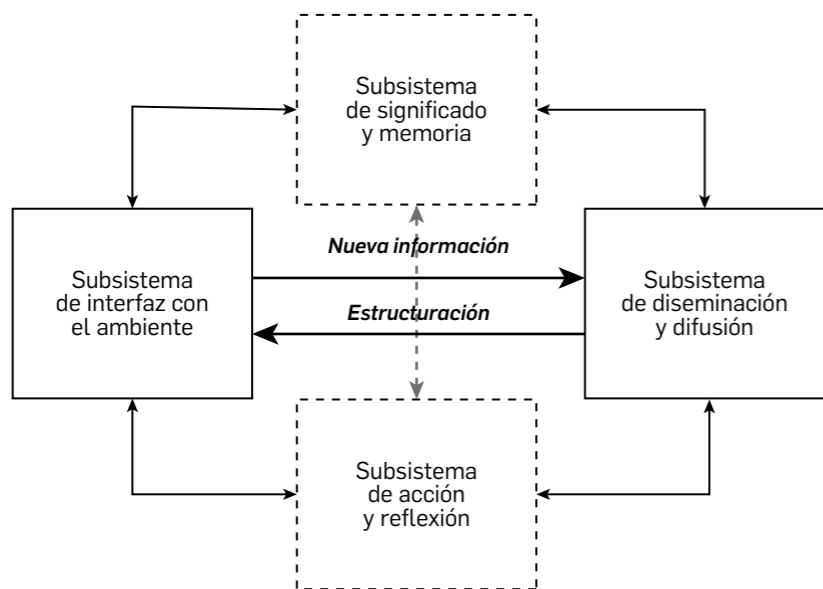 Subsistema
de significado
y memoria
Nueva información
Subsistema
de interfaz con
el ambiente
Subsistema
de diseminación
y difusión
Estructuración
Subsistema
de acción
y reflexión